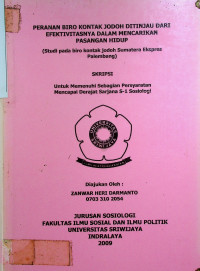 PERANAN BIRO KONTAK JODOH DITINJAU DARI
EFEKTIVITASNYA DALAM MENCARIKAN
PASANGAN HIDUP
(Studi pada biro kontak jodoh Sumatera Ekspres
Palembang)
SKRIPSI
Untuk Memenuhi Sebagian Persyaratan
Mencapai Derajat Sarjana S-1 Sosiologi
Diajukan Oleh :
ZANWAR HERI DARMANTO
0703 310 2054
JURUSAN SOSIOLOGI
FAKULTAS ILMU SOSIAL DAN ILMU POLITIK
UNIVERSITAS SRIWIJAYA
INDRALAYA
2009